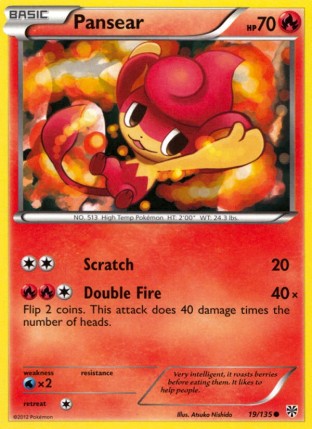 BASIC
Pansear
HP70
NO. 513 High Temp Pokémon HT: 2'00" WT: 24.3 lbs.
Scratch 20
Double Fire 40×
Flip 2 coins. This attack does 40 damage times the
number of heads.
weakness resistance
×2
retreat
Very intelligent, it roasts berries
before eating them. It likes to
help people.
©2012 Pokémon
Illus. Atsuko Nishida
19/135